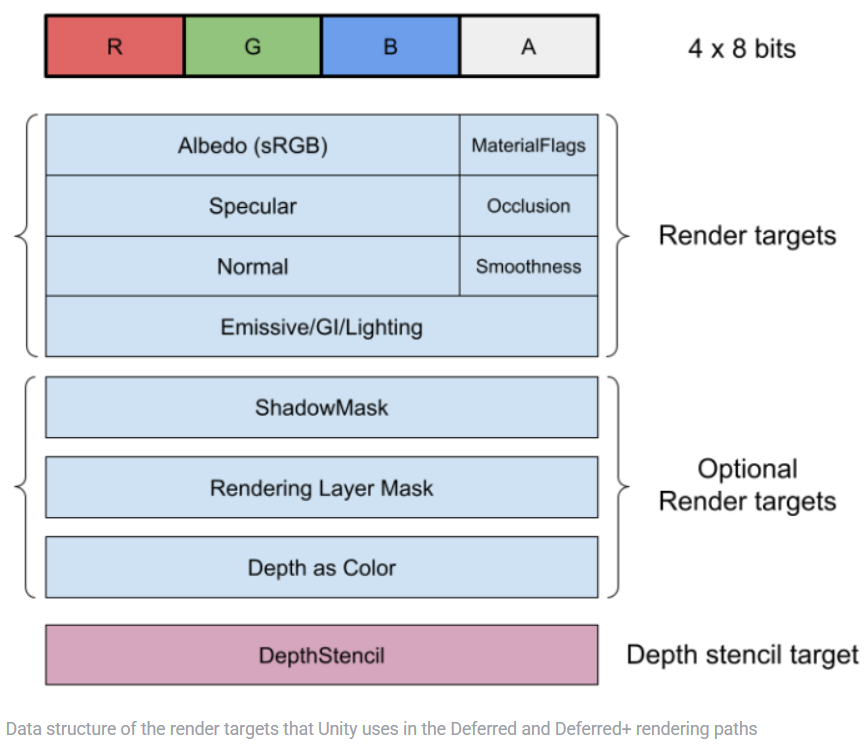 R G B A 4 x 8 bits
Albedo (sRGB) MaterialFlags
Specular Occlusion
Render targets
Normal Smoothness
Emissive/GI/Lighting
ShadowMask
Optional
Render targets
Rendering Layer Mask
Depth as Color
DepthStencil Depth stencil target
Data structure of the render targets that Unity uses in the Deferred and Deferred+ rendering paths